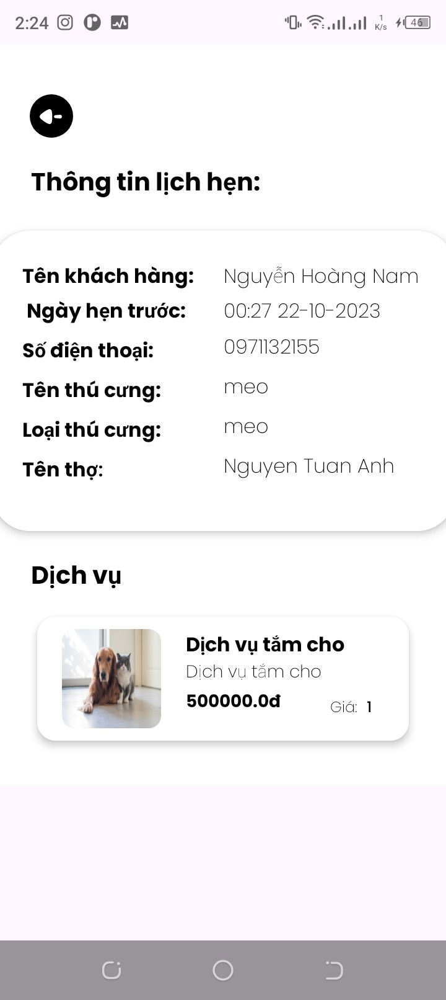 2:24
1
K/s
46
Thông tin lịch hẹn:
Tên khách hàng: Nguyễn Hoàng Nam
Ngày hẹn trước: 00:27 22-10-2023
Số điện thoại: 0971132155
Tên thú cưng: meo
Loại thú cưng: meo
Tên thợ: Nguyen Tuan Anh
Dịch vụ
Dịch vụ tắm cho
Dịch vụ tắm cho
500000.0đ
Giá: 1